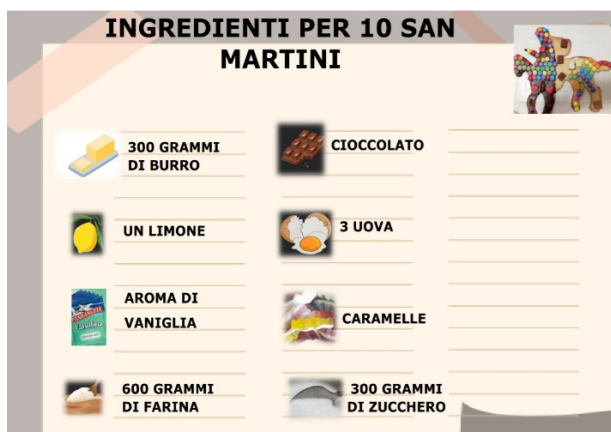 INGREDIENTI PER 10 SAN
MARTINI
300 GRAMMI
DI BURRO
CIOCCOLATO
UN LIMONE
3 UOVA
AROMA DI
VANIGLIA
CARAMELLE
600 GRAMMI
DI FARINA
300 GRAMMI
DI ZUCCHERO